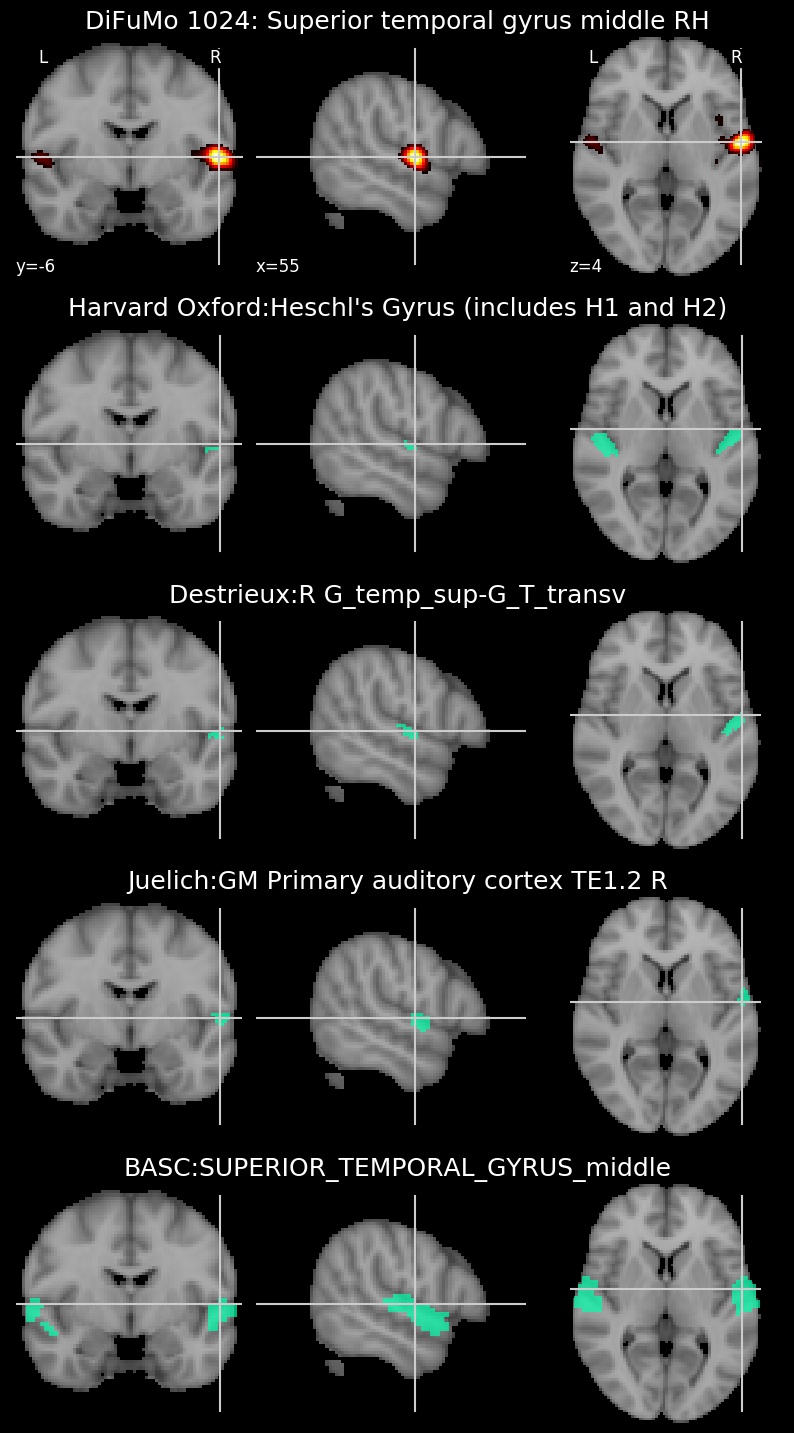 DiFuMo 1024: Superior temporal gyrus middle RH
L R L R
y=-6 x=55 z=4
Harvard Oxford:Heschl's Gyrus (includes H1 and H2)
Destrieux:R G_temp_sup-G_T_transv
Juelich:GM Primary auditory cortex TE1.2 R
BASC:SUPERIOR_TEMPORAL_GYRUS_middle